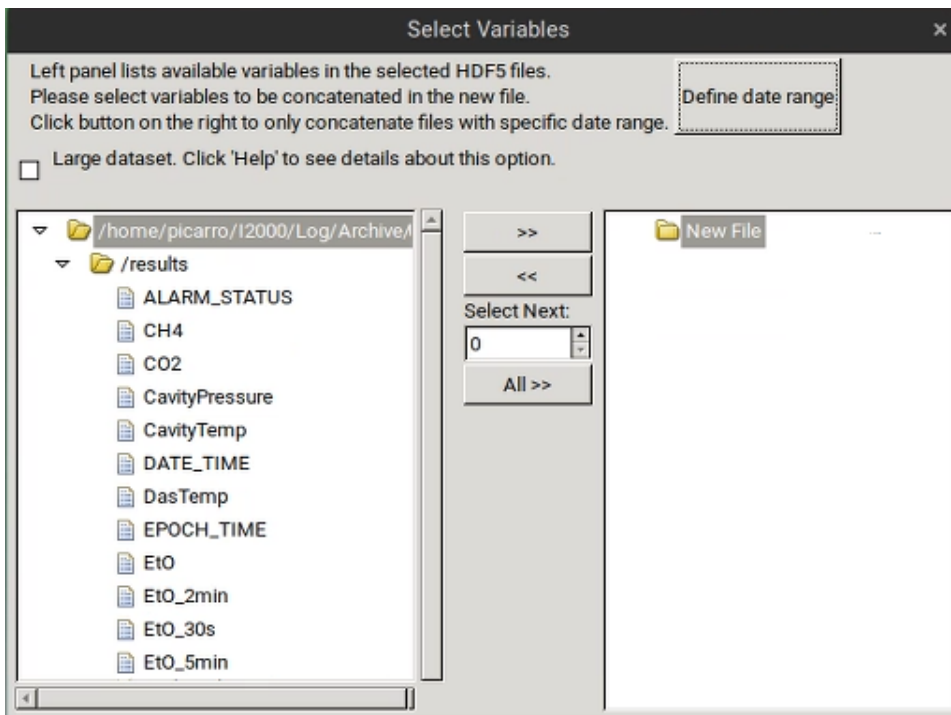 Select Variables
Left panel lists available variables in the selected HDF5 files.
Please select variables to be concatenated in the new file.
Click button on the right to only concatenate files with specific date range.
Define date range
Large dataset. Click 'Help' to see details about this option.
/home/picarro/I2000/Log/Archive/
/results
ALARM_STATUS
CH4
CO2
CavityPressure
CavityTemp
DATE_TIME
DasTemp
EPOCH_TIME
EtO
EtO_2min
EtO_30s
EtO_5min
>>
<<
Select Next:
0
All >>
New File